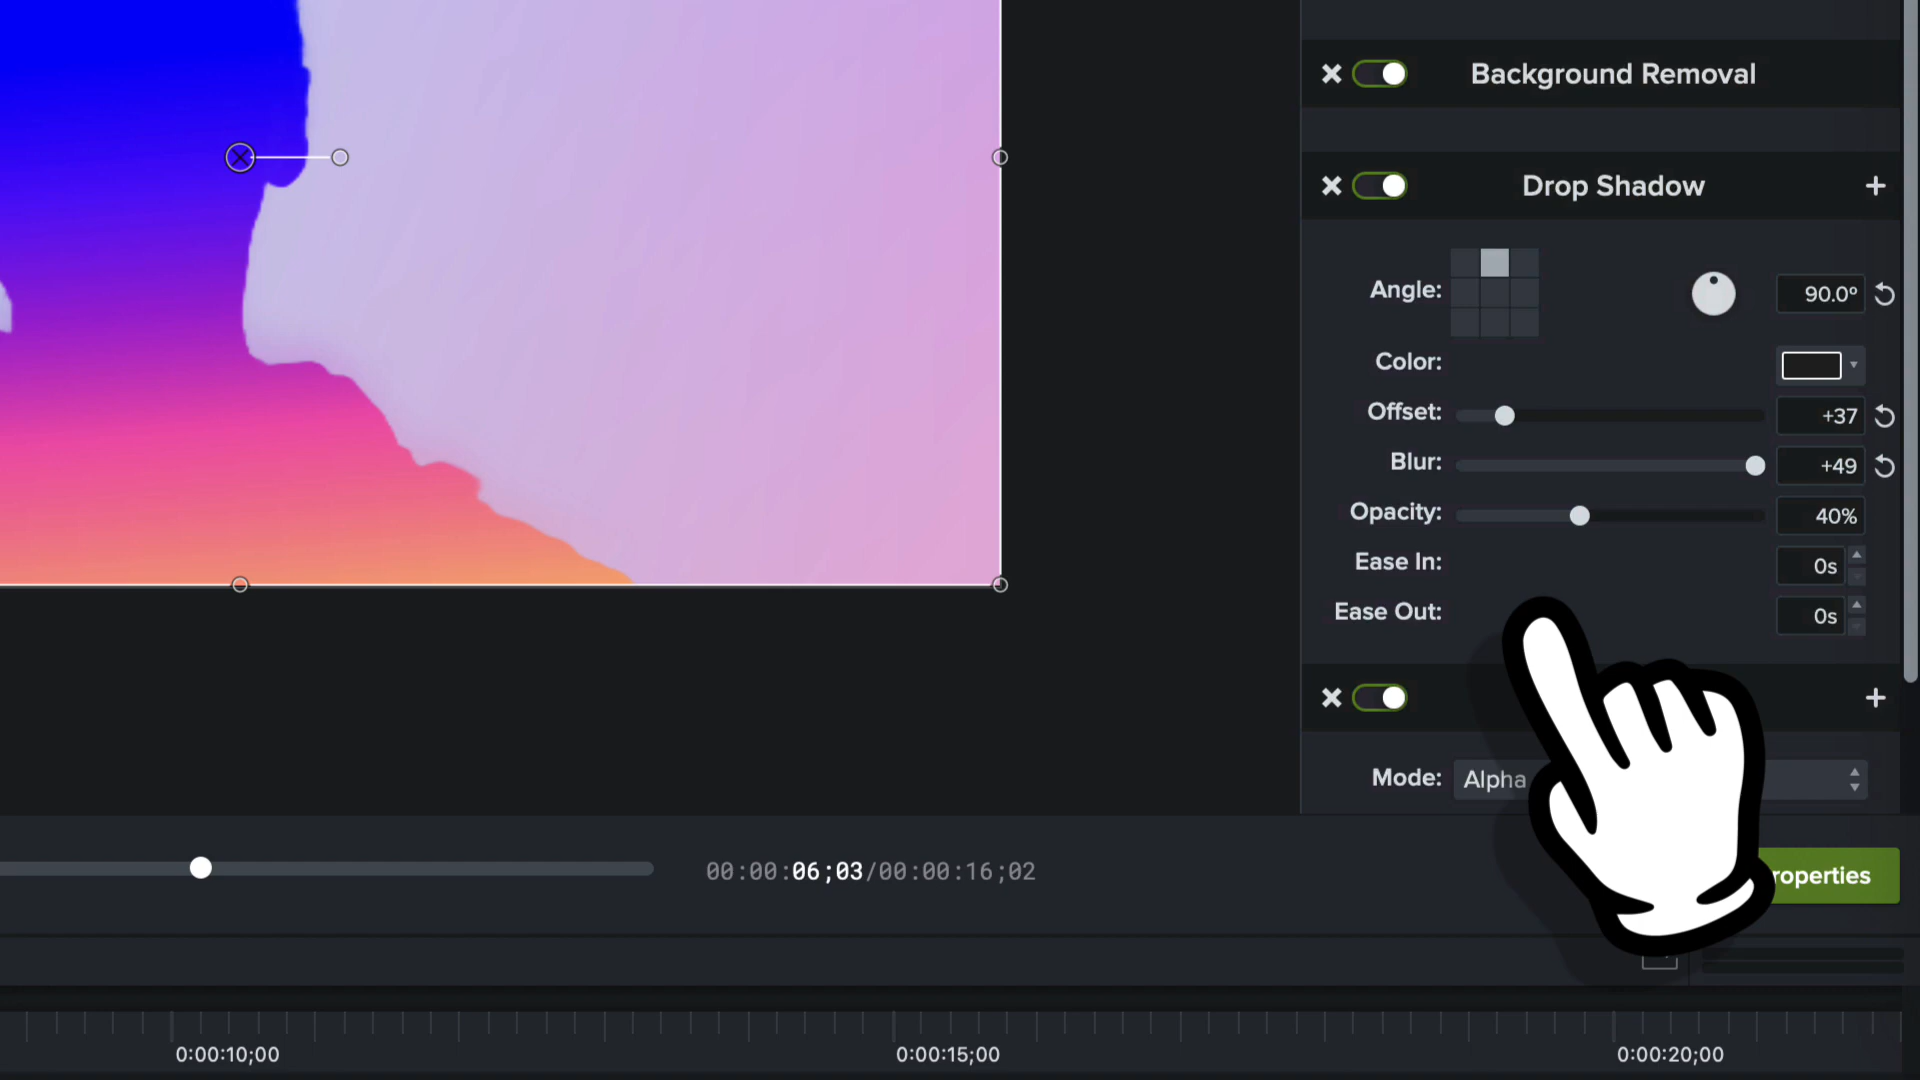 Background Removal
Drop Shadow
Angle:
90.0°
Color:
Offset:
+37
Blur:
+49
Opacity:
40%
Ease In:
0s
Ease Out:
0s
Mode:
Alpha
00:00:06;03/00:00:16;02
roperties
0:00:10;00
0:00:15;00
0:00:20;00